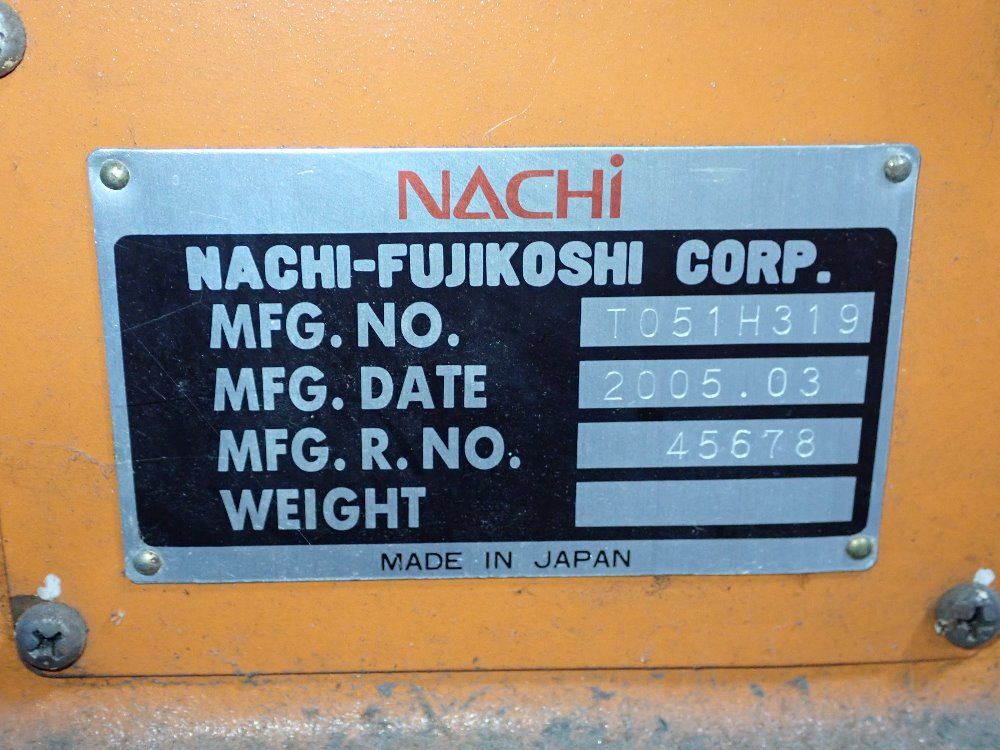 NACHi
NACHI-FUJIKOSHI CORP.
MFG. NO. T051H319
MFG. DATE 2005.03
MFG. R. NO. 45678
WEIGHT
MADE IN JAPAN